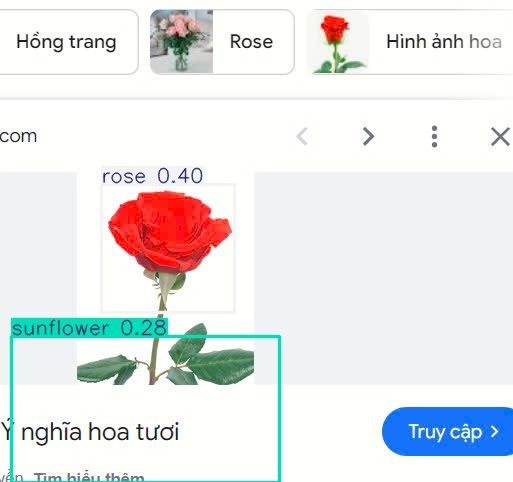 Hồng trang
Rose
Hình ảnh hoa
com
rose 0.40
sunflower 0.28
Ý nghĩa hoa tươi
Truy cập
Tìm hiểu thêm